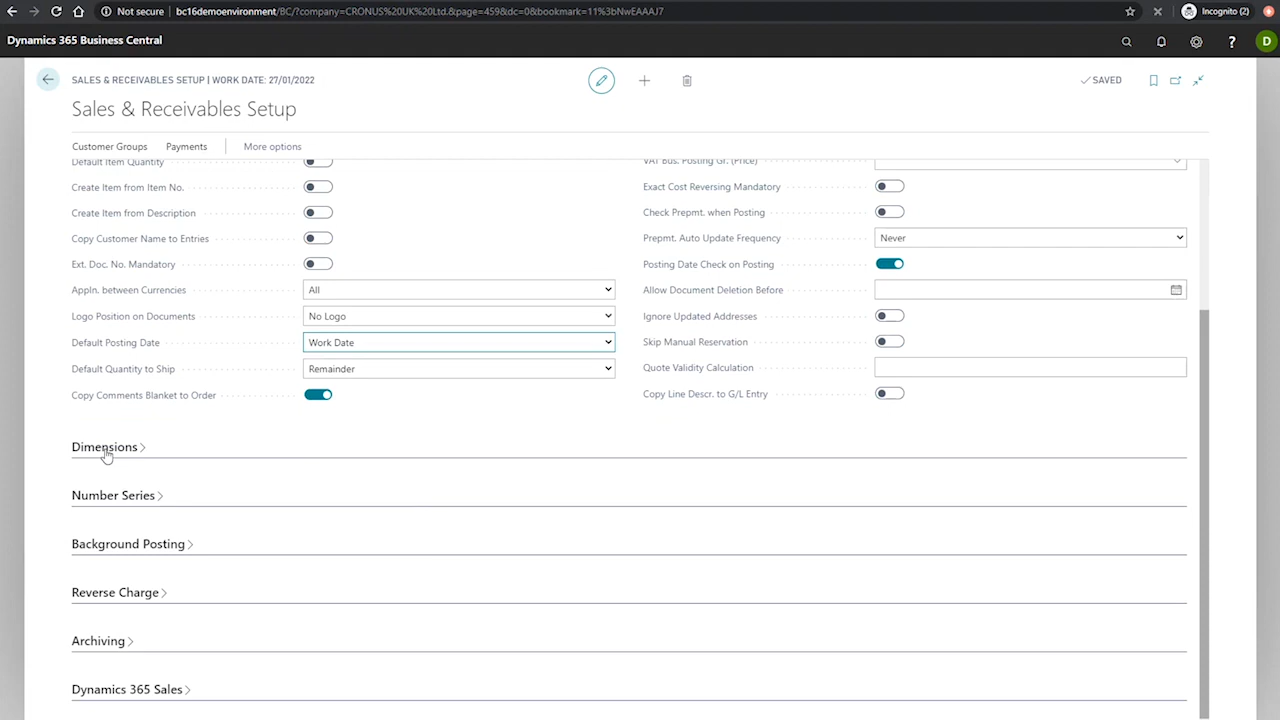 Not secure | bc16demoenvironment/BC/?company=CRONUS%20UK%20Ltd.&page=459&dc=0&bookmark=11%3bNwEAAAJ7
Incognito (2)
Dynamics 365 Business Central
D
SALES & RECEIVABLES SETUP | WORK DATE: 27/01/2022
SAVED
Sales & Receivables Setup
Customer Groups Payments | More options
Default Item Quantity
VAT Bus. Posting Gr. (Price)
Create Item from Item No.
Exact Cost Reversing Mandatory
Create Item from Description
Check Prepmt. when Posting
Copy Customer Name to Entries
Prepmt. Auto Update Frequency Never
Ext. Doc. No. Mandatory
Posting Date Check on Posting
Appln. between Currencies All
Allow Document Deletion Before
Logo Position on Documents No Logo
Ignore Updated Addresses
Default Posting Date Work Date
Skip Manual Reservation
Default Quantity to Ship Remainder
Quote Validity Calculation
Copy Comments Blanket to Order
Copy Line Descr. to G/L Entry
Dimensions
Number Series
Background Posting
Reverse Charge
Archiving
Dynamics 365 Sales